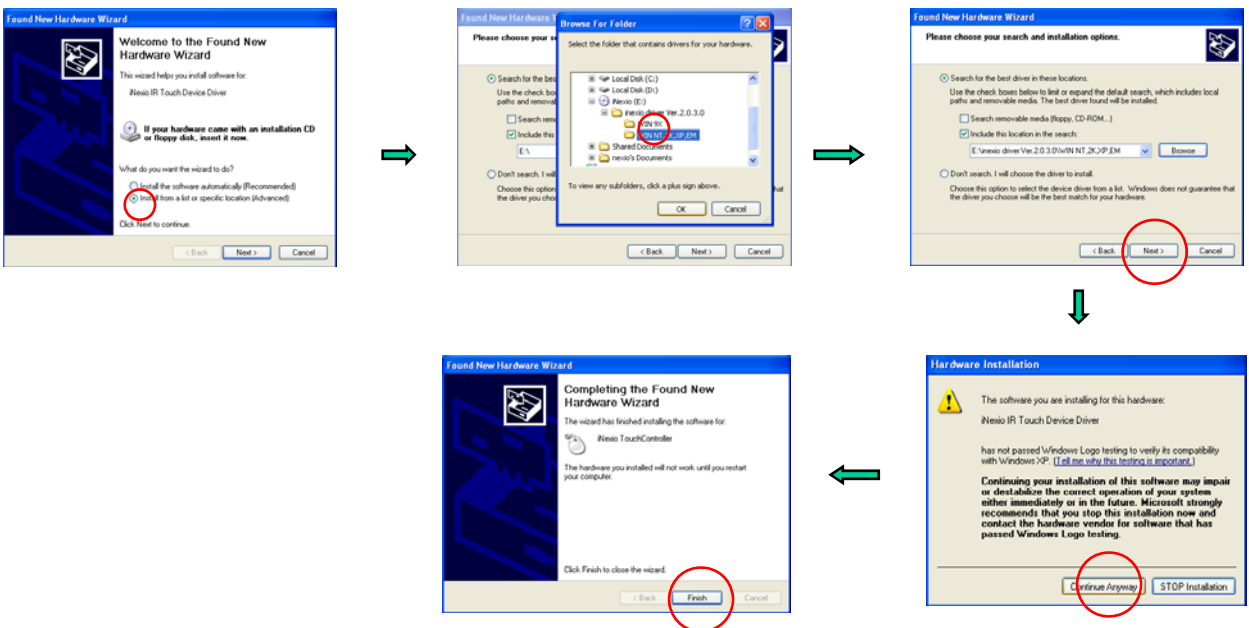 Found New Hardware Wizard
Welcome to the Found New
Hardware Wizard
This wizard helps you install software for:
iNexio IR Touch Device Driver
If your hardware came with an installation CD
or floppy disk, insert it now.
What do you want the wizard to do?
Install the software automatically (Recommended)
Install from a list or specific location (Advanced)
Click Next to continue.
< Back
Next >
Cancel
Found New Hardware
Please choose your
Search for the bes
Use the check bo
paths and removal
Search rem
Include this
E:\
Don't search. I will
Choose this option
the driver you cho
hat
Browse For Folder
Select the folder that contains drivers for your hardware.
Local Disk (C:)
Local Disk (D:)
iNexio (E:)
inexio driver Ver.2.0.3.0
WIN 9X
WIN NT,2K,XP,EM
Shared Documents
nexio's Documents
To view any subfolders, click a plus sign above.
OK
Cancel
< Back
Next >
Cancel
Found New Hardware Wizard
Please choose your search and installation options.
Search for the best driver in these locations.
Use the check boxes below to limit or expand the default search, which includes local
paths and removable media. The best driver found will be installed.
Search removable media (floppy, CD-ROM...)
Include this location in the search:
E:\inexio driver Ver.2.0.3.0\WIN NT,2K,XP,EM
Browse
Don't search. I will choose the driver to install.
Choose this option to select the device driver from a list. Windows does not guarantee that
the driver you choose will be the best match for your hardware.
< Back
Next >
Cancel
Found New Hardware Wizard
Completing the Found New
Hardware Wizard
The wizard has finished installing the software for:
iNexio TouchController
The hardware you installed will not work until you restart
your computer.
Click Finish to close the wizard.
< Back
Finish
Cancel
Hardware Installation
The software you are installing for this hardware:
iNexio IR Touch Device Driver
has not passed Windows Logo testing to verify its compatibility
with Windows XP. (Tell me why this testing is important.)
Continuing your installation of this software may impair
or destabilize the correct operation of your system
either immediately or in the future. Microsoft strongly
recommends that you stop this installation now and
contact the hardware vendor for software that has
passed Windows Logo testing.
Continue Anyway
STOP Installation